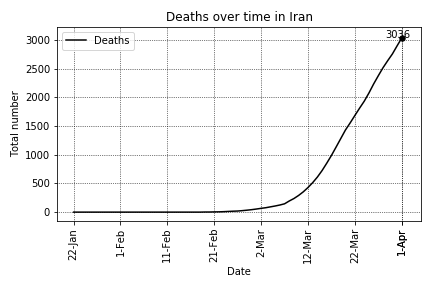 Deaths over time in Iran
Deaths
3036
Total number
3000
2500
2000
1500
1000
500
0
22-Jan
1-Feb
11-Feb
21-Feb
2-Mar
12-Mar
22-Mar
1-Apr
Date